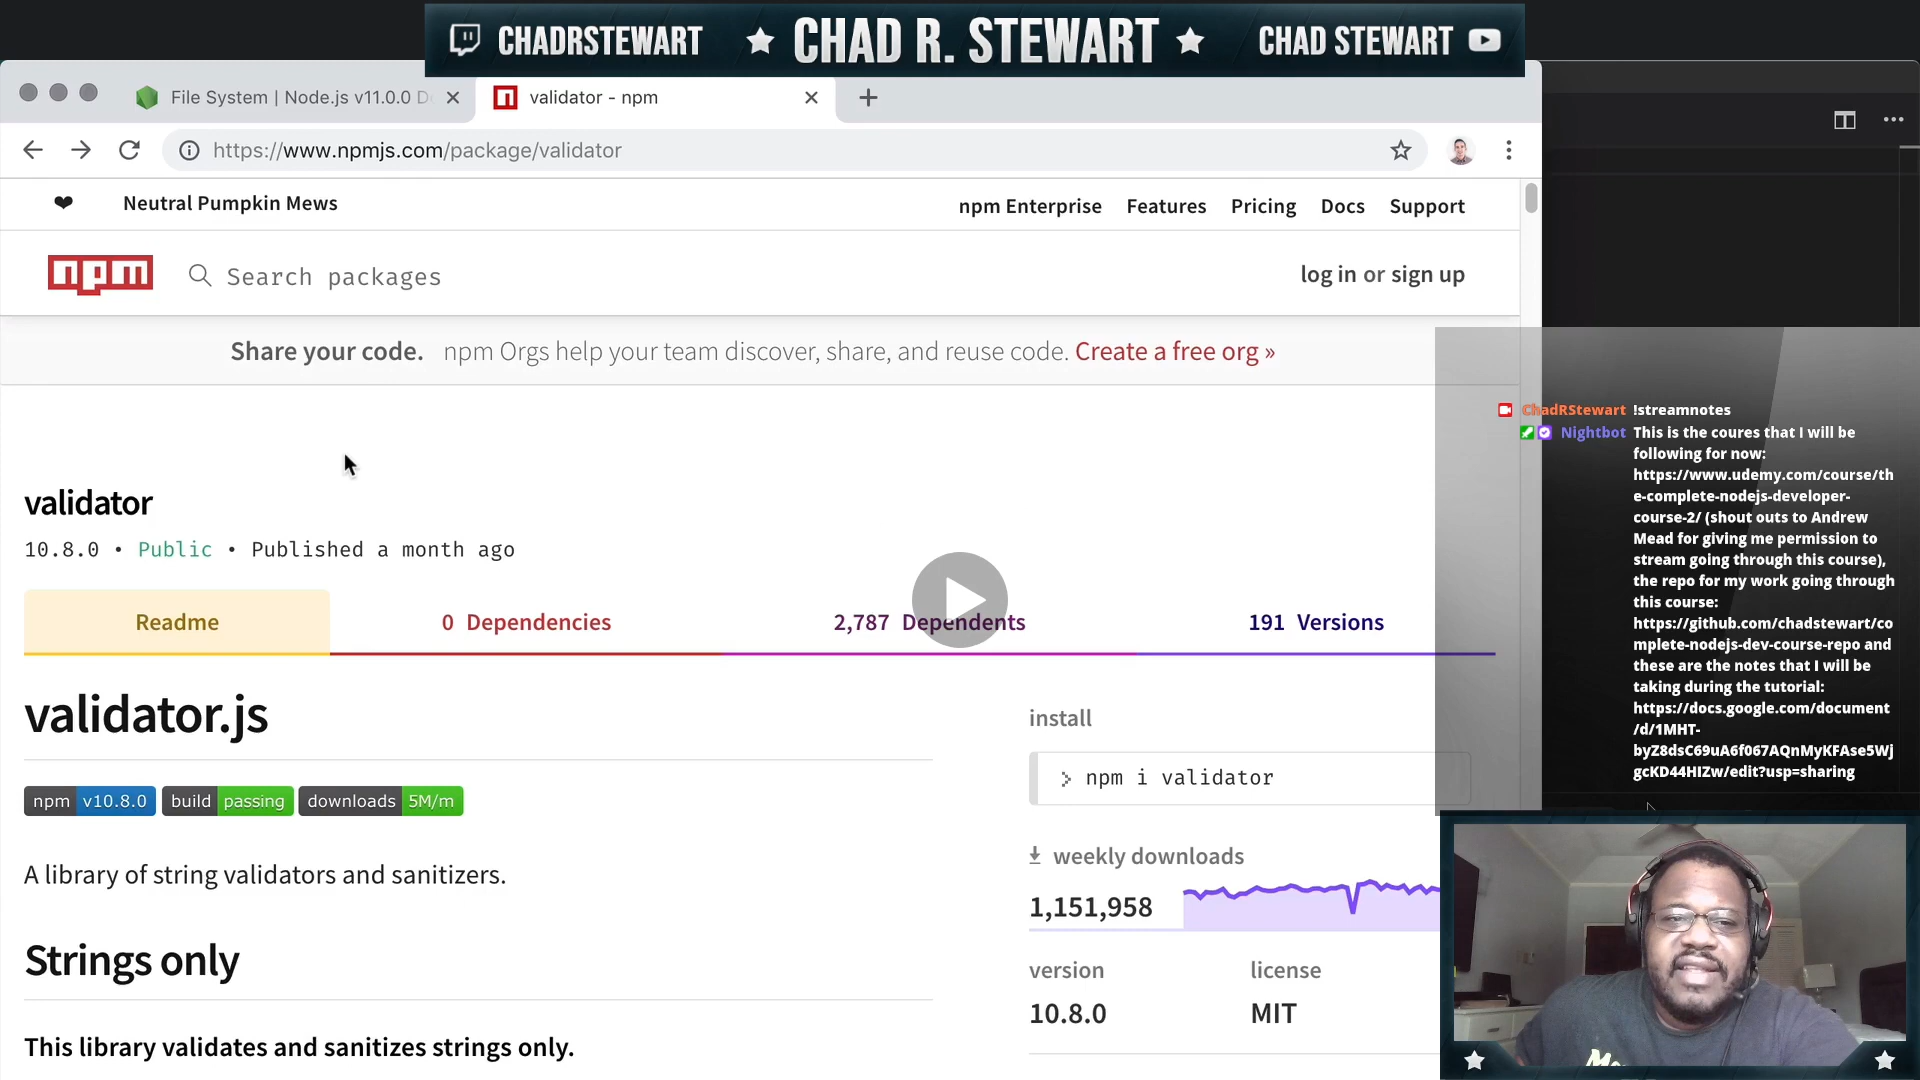 CHADRSTEWART
CHAD R. STEWART
CHAD STEWART
File System | Node.js v11.0.0 D
validator - npm
https://www.npmjs.com/package/validator
Neutral Pumpkin Mews
npm Enterprise
Features
Pricing
Docs
Support
npm
Search packages
log in or sign up
Share your code. npm Orgs help your team discover, share, and reuse code. Create a free org »
validator
10.8.0 • Public • Published a month ago
Readme
0 Dependencies
2,787 Dependents
191 Versions
validator.js
npm v10.8.0
build passing
downloads 5M/m
A library of string validators and sanitizers.
Strings only
This library validates and sanitizes strings only.
install
> npm i validator
weekly downloads
1,151,958
version
license
10.8.0
MIT
ChadRStewart !streamnotes
Nightbot This is the coures that I will be
following for now:
https://www.udemy.com/course/th
e-complete-nodejs-developer-
course-2/ (shout outs to Andrew
Mead for giving me permission to
stream going through this course),
the repo for my work going through
this course:
https://github.com/chadstewart/co
mplete-nodejs-dev-course-repo and
these are the notes that I will be
taking during the tutorial:
https://docs.google.com/document
/d/1MHT-
byZ8dsC69uA6f067AQnMyKFAse5Wj
gcKD44HIZw/edit?usp=sharing